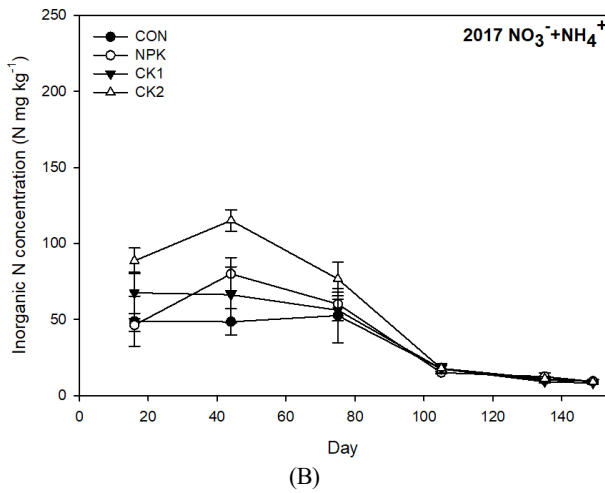 250
200
150
100
50
0
Inorganic N concentration (N mg kg⁻¹)
CON
NPK
CK1
CK2
2017 NO₃⁻+NH₄⁺
0 20 40 60 80 100 120 140
Day
(B)